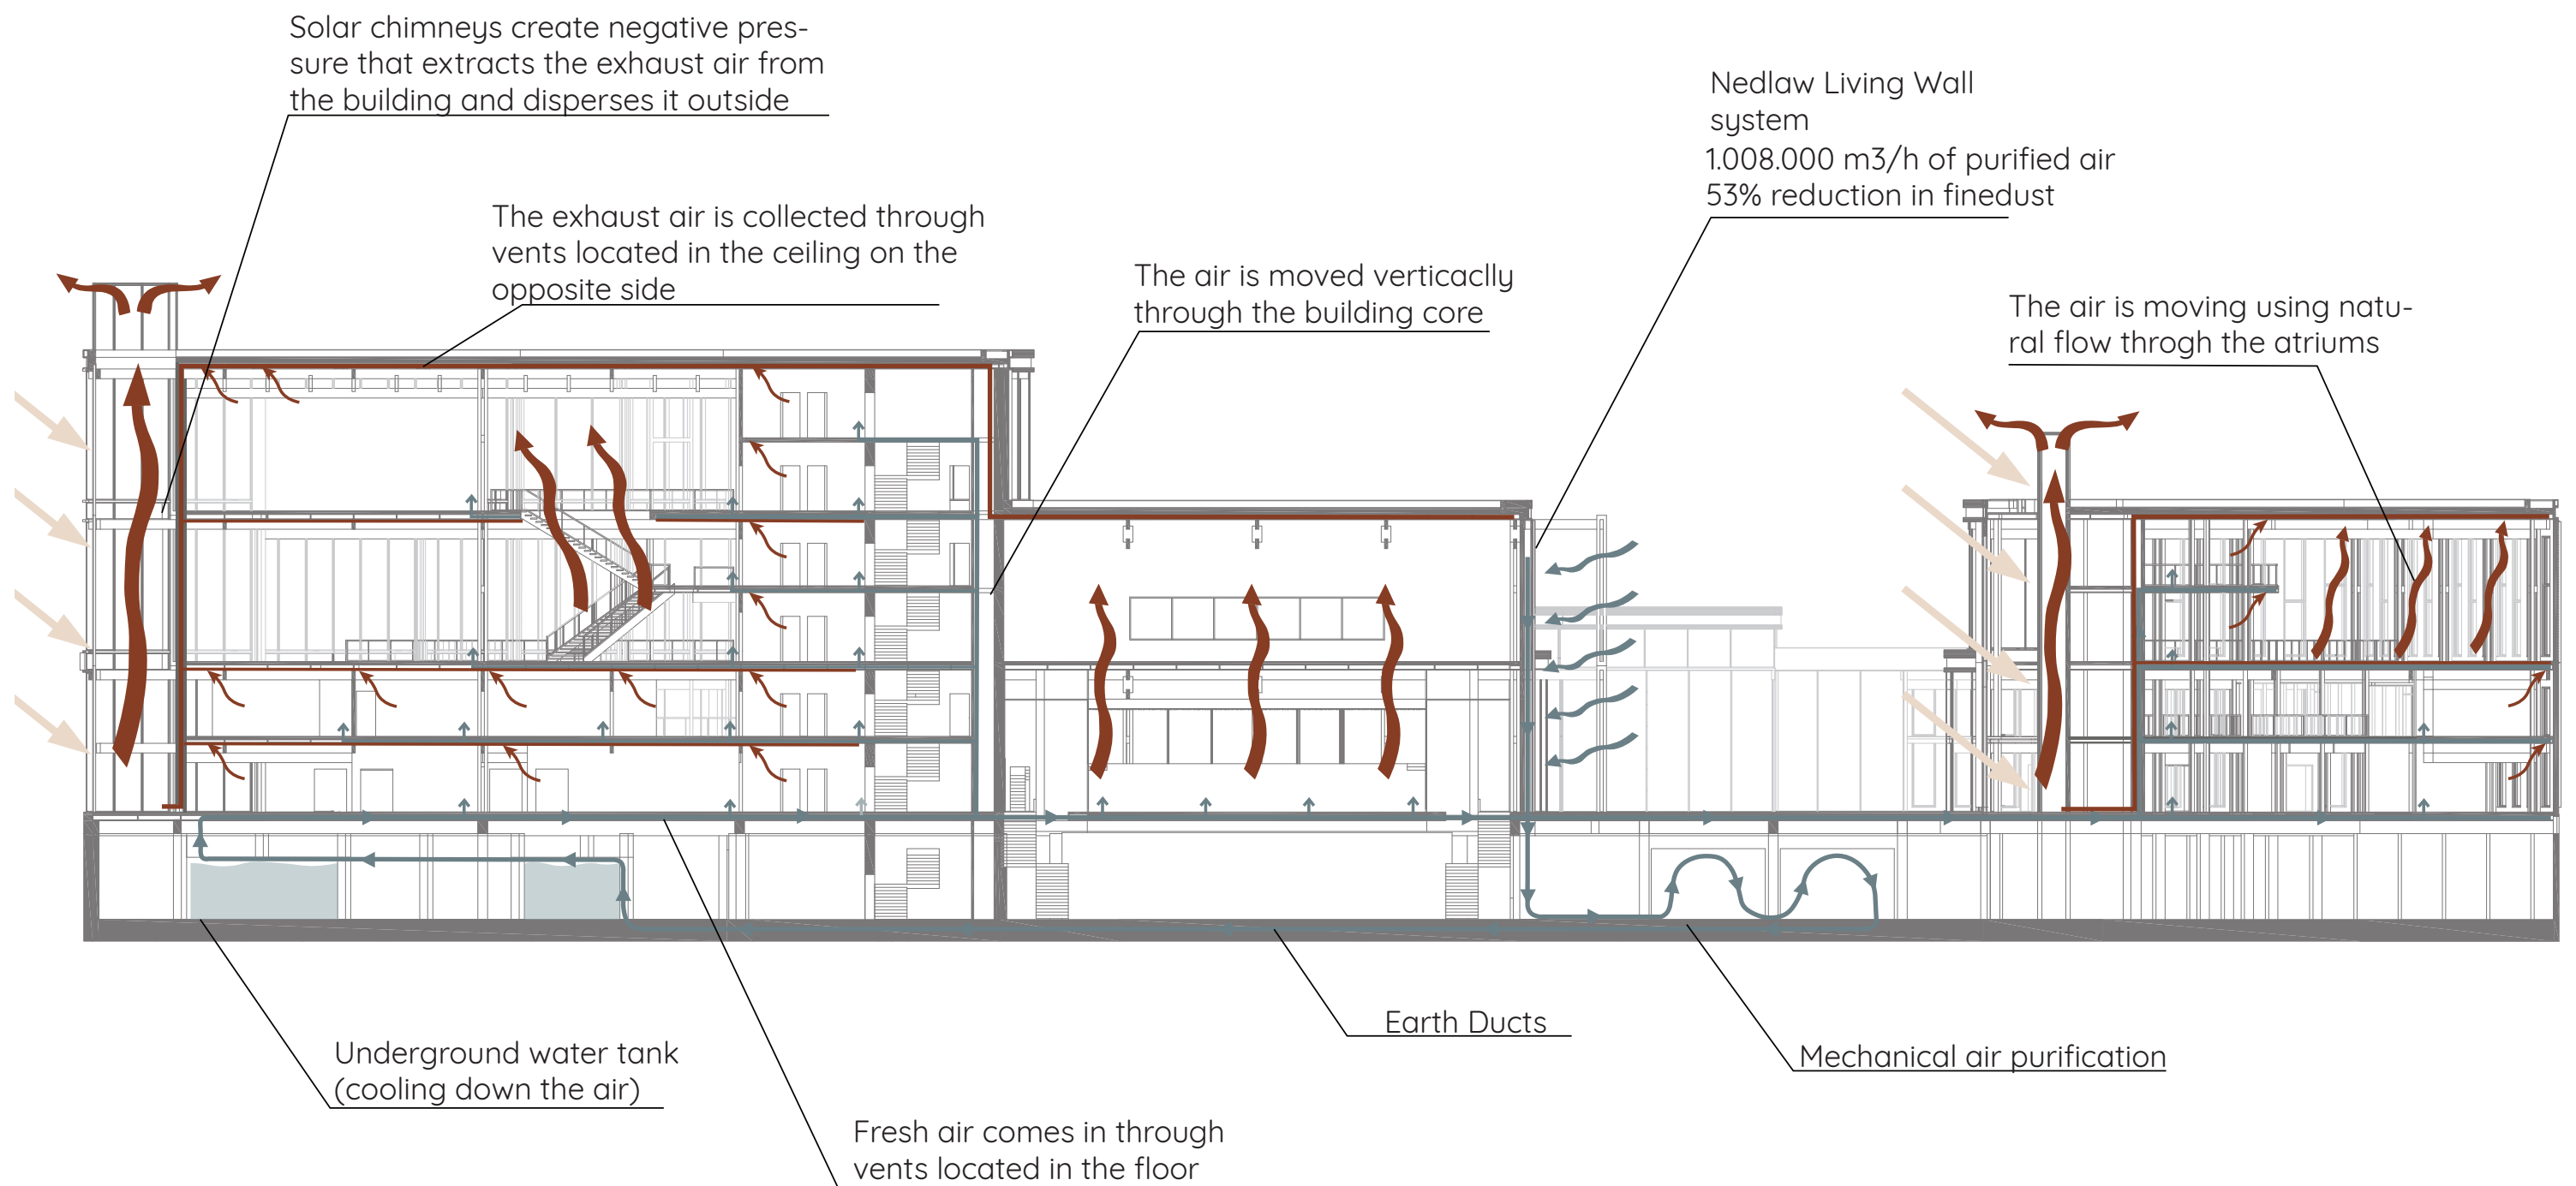 Solar chimneys create negative pres-
sure that extracts the exhaust air from
the building and disperses it outside
Nedlaw Living Wall
system
1.008.000 m3/h of purified air
53% reduction in finedust
The exhaust air is collected through
vents located in the ceiling on the
opposite side
The air is moved verticaclly
through the building core
The air is moving using natu-
ral flow throgh the atriums
Earth Ducts
Underground water tank
(cooling down the air)
Mechanical air purification
Fresh air comes in through
vents located in the floor